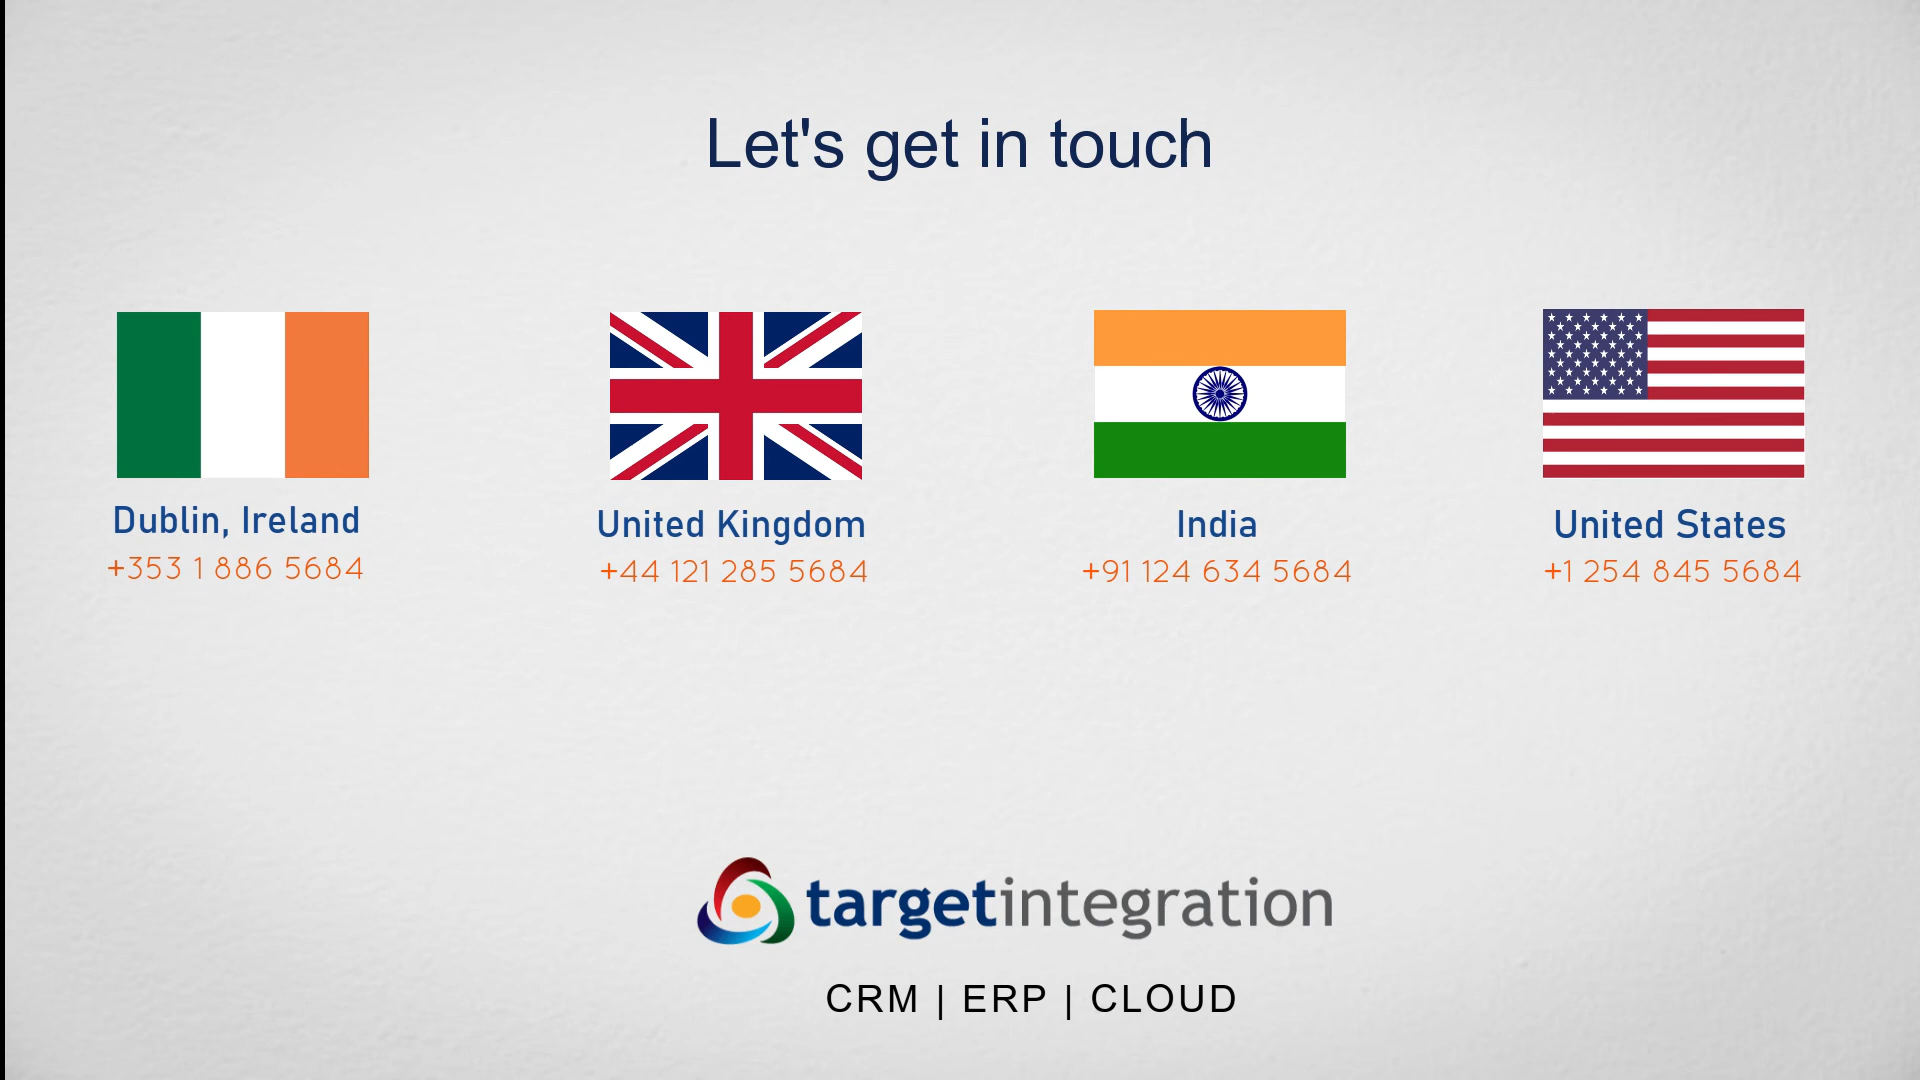 Let's get in touch
Dublin, Ireland
+353 1 886 5684
United Kingdom
+44 121 285 5684
India
+91 124 634 5684
United States
+1 254 845 5684
targetintegration
CRM | ERP | CLOUD